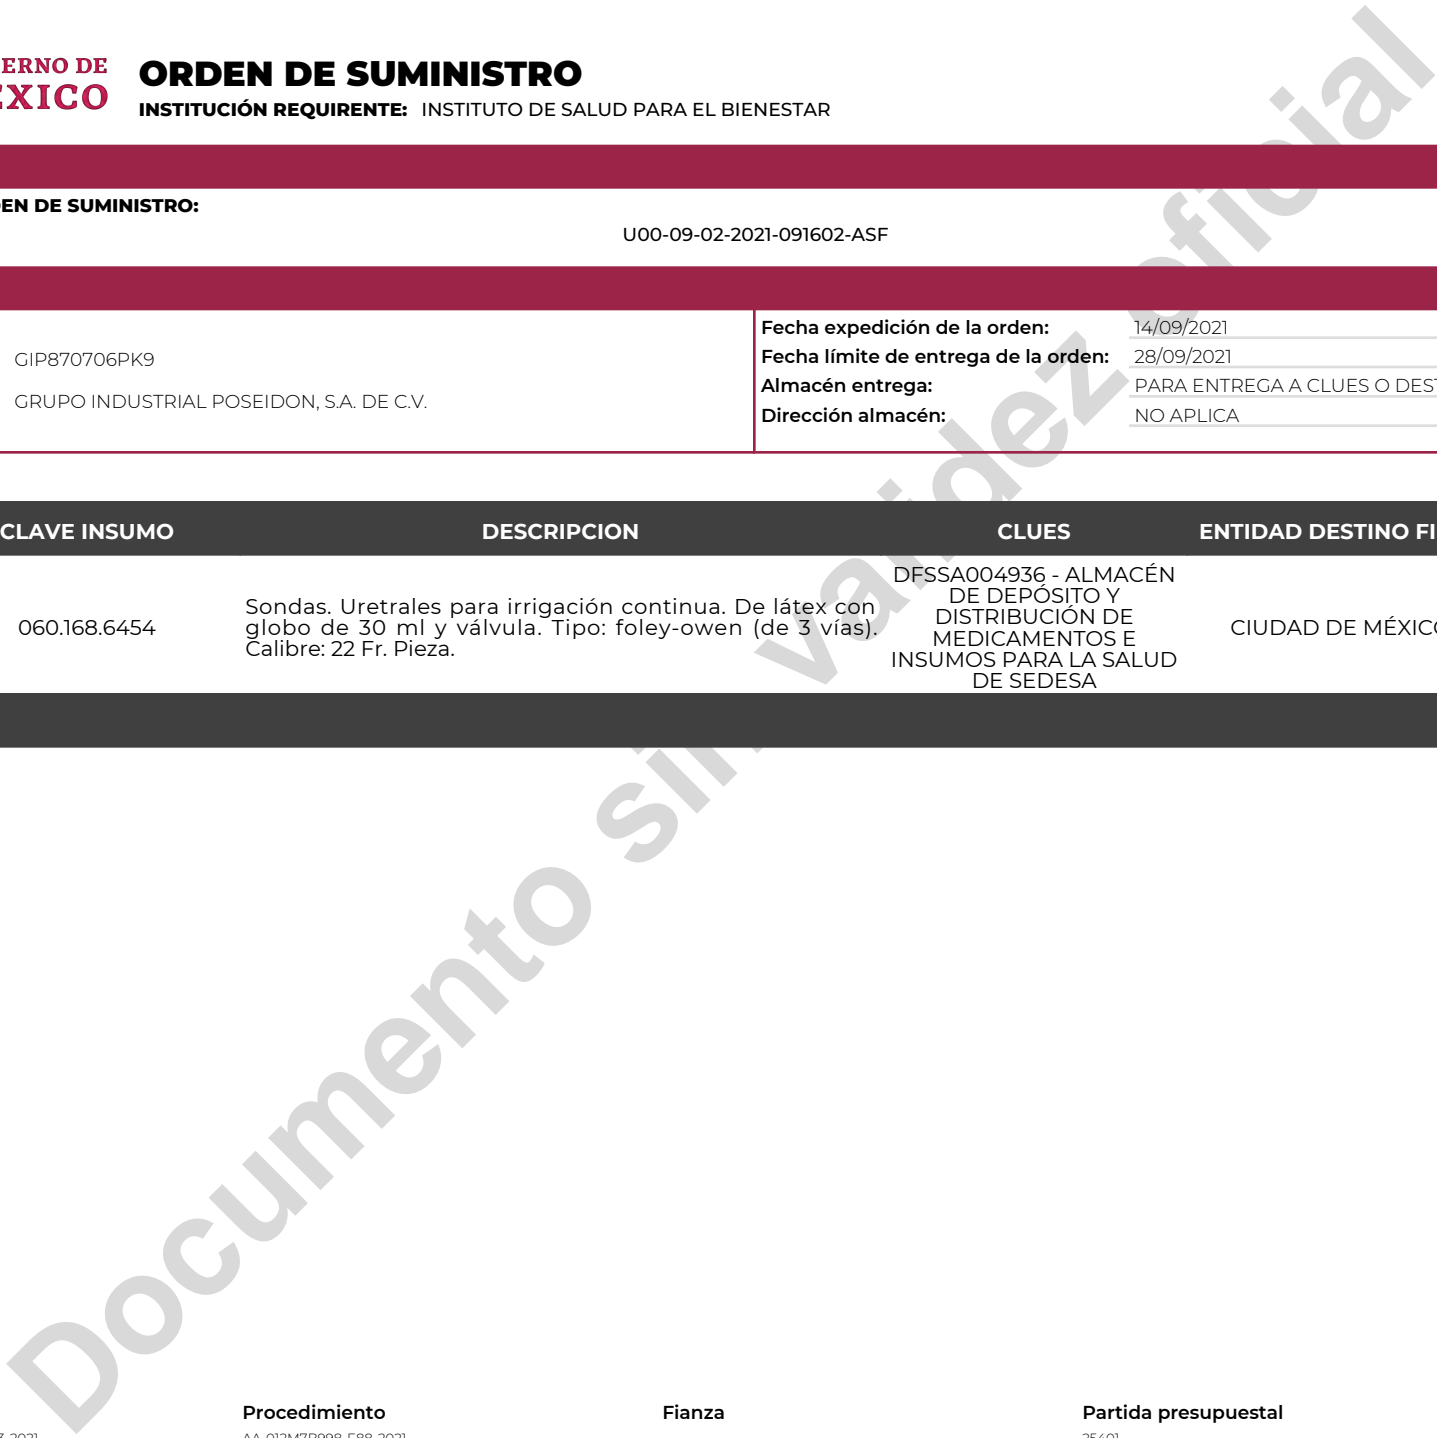 ERNO DE
ÉXICO
ORDEN DE SUMINISTRO
INSTITUCIÓN REQUIRENTE: INSTITUTO DE SALUD PARA EL BIENESTAR
EN DE SUMINISTRO:
U00-09-02-2021-091602-ASF
GIP870706PK9
GRUPO INDUSTRIAL POSEIDON, S.A. DE C.V.
Fecha expedición de la orden: 14/09/2021
Fecha límite de entrega de la orden: 28/09/2021
Almacén entrega: PARA ENTREGA A CLUES O DEST
Dirección almacén: NO APLICA
CLAVE INSUMO DESCRIPCION CLUES ENTIDAD DESTINO FI
060.168.6454
Sondas. Uretrales para irrigación continua. De látex con
globo de 30 ml y válvula. Tipo: foley-owen (de 3 vías).
Calibre: 22 Fr. Pieza.
DFSSA004936 - ALMACÉN
DE DEPÓSITO Y
DISTRIBUCIÓN DE
MEDICAMENTOS E
INSUMOS PARA LA SALUD
DE SEDESA
CIUDAD DE MÉXICO
Documento sin validez oficial
Procedimiento Fianza Partida presupuestal